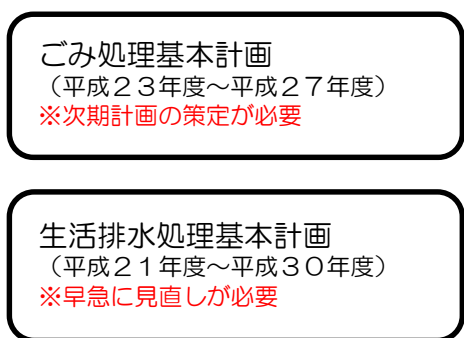 ごみ処理基本計画
（平成２３年度～平成２７年度）
※次期計画の策定が必要
生活排水処理基本計画
（平成２１年度～平成３０年度）
※早急に見直しが必要